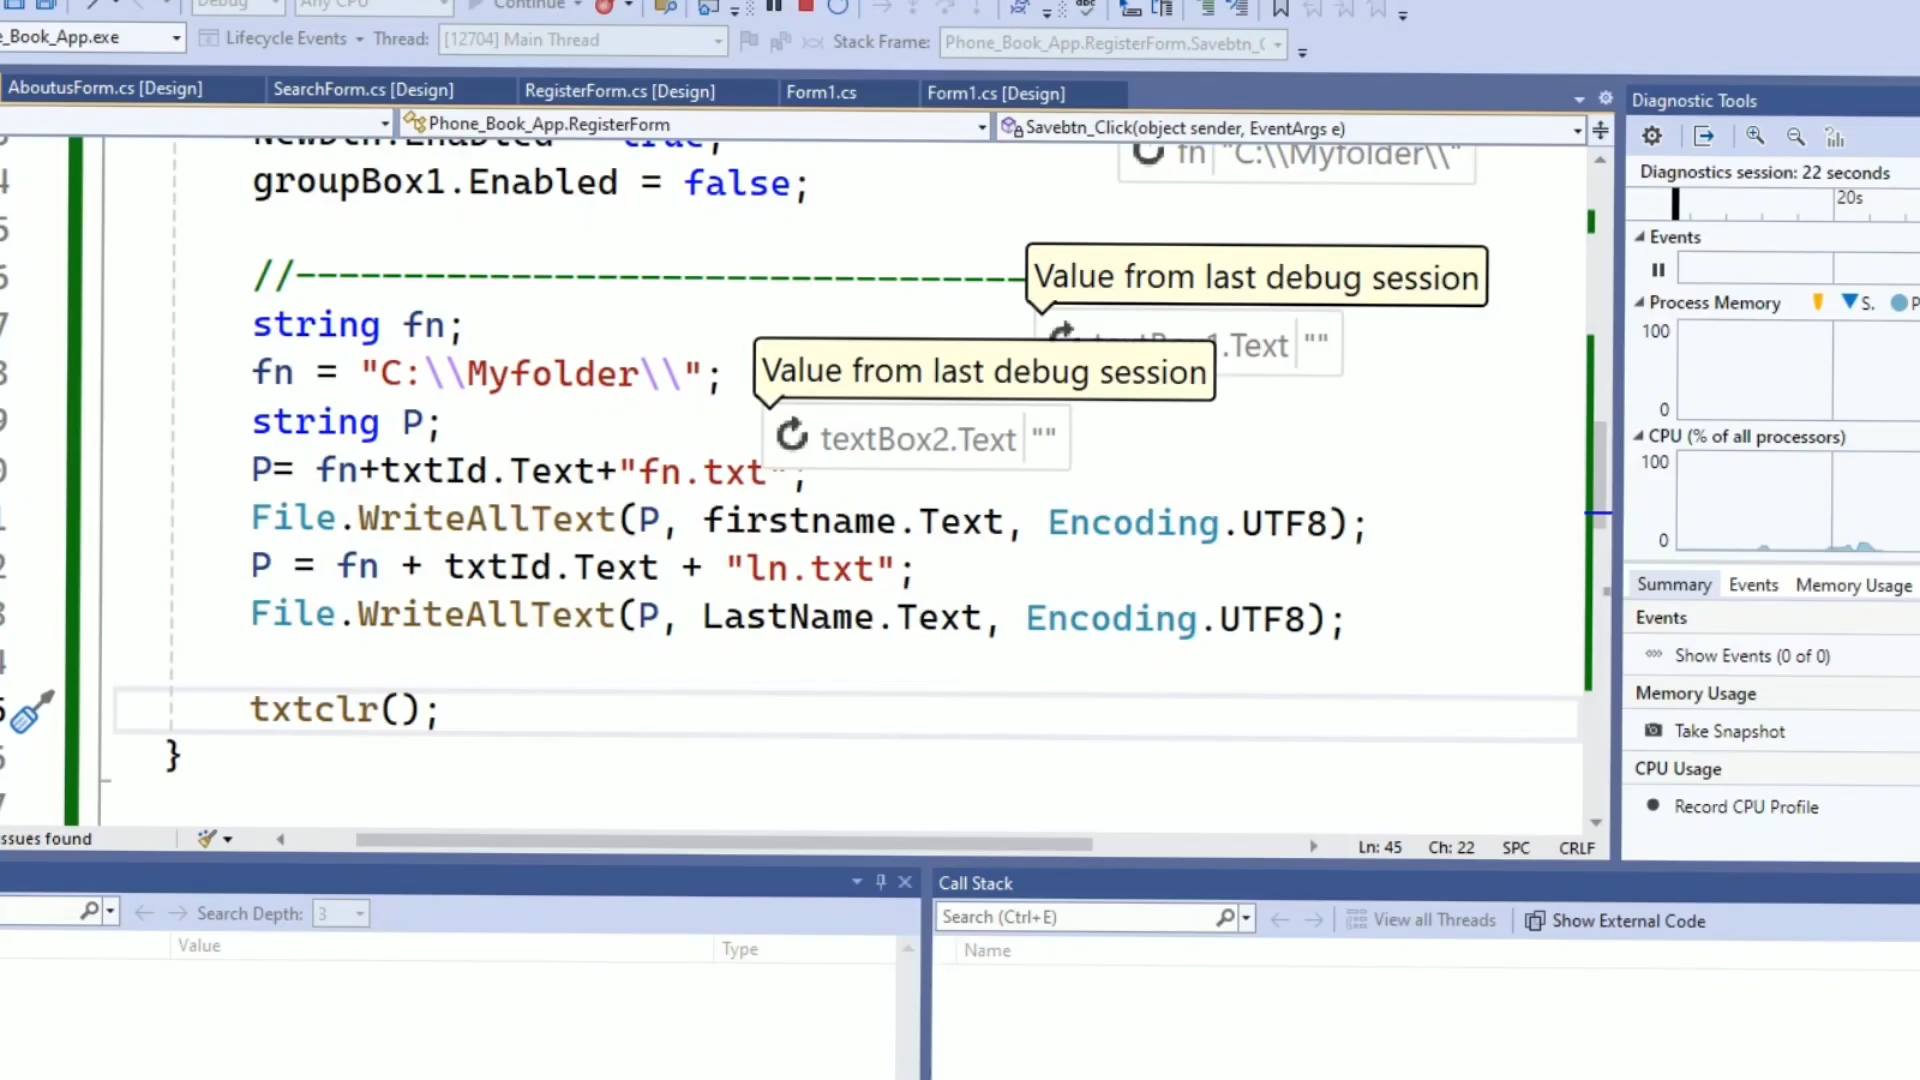 Debug
Any CPU
Continue
e_Book_App.exe
Lifecycle Events
Thread:
[12704] Main Thread
Stack Frame:
Phone_Book_App.RegisterForm.Savebtn_C
AboutusForm.cs [Design]
SearchForm.cs [Design]
RegisterForm.cs [Design]
Form1.cs
Form1.cs [Design]
Diagnostic Tools
Phone_Book_App.RegisterForm
Savebtn_Click(object sender, EventArgs e)
fn "C:\\Myfolder\\"
groupBox1.Enabled = false;
Diagnostics session: 22 seconds
20s
Events
//----------------------------------
Value from last debug session
Process Memory
S.
P
100
0
string fn;
.Text ""
fn = "C:\\Myfolder\\";
Value from last debug session
string P;
textBox2.Text ""
CPU (% of all processors)
100
0
P= fn+txtId.Text+"fn.txt";
File.WriteAllText(P, firstname.Text, Encoding.UTF8);
P = fn + txtId.Text + "ln.txt";
File.WriteAllText(P, LastName.Text, Encoding.UTF8);
Summary
Events
Memory Usage
Events
Show Events (0 of 0)
Memory Usage
txtclr();
Take Snapshot
}
CPU Usage
Record CPU Profile
ssues found
Ln: 45
Ch: 22
SPC
CRLF
Call Stack
Search Depth:
3
Search (Ctrl+E)
View all Threads
Show External Code
Value
Type
Name